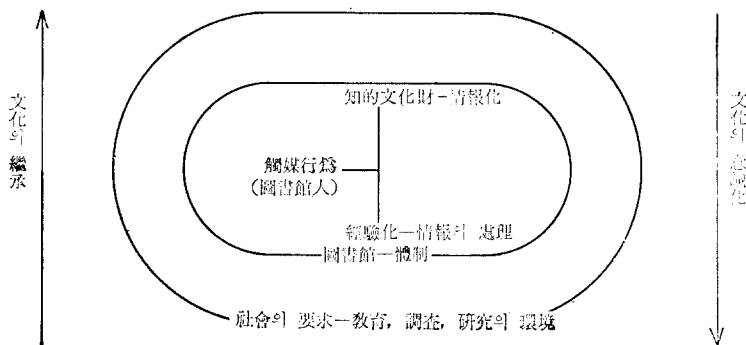 文化의 繼承
知的文化財—情報化
觸媒行爲
(圖書館人)
經驗化—情報의 處理
圖書館—體制
社會의 要求—敎育, 調査, 研究의 環境
文化의